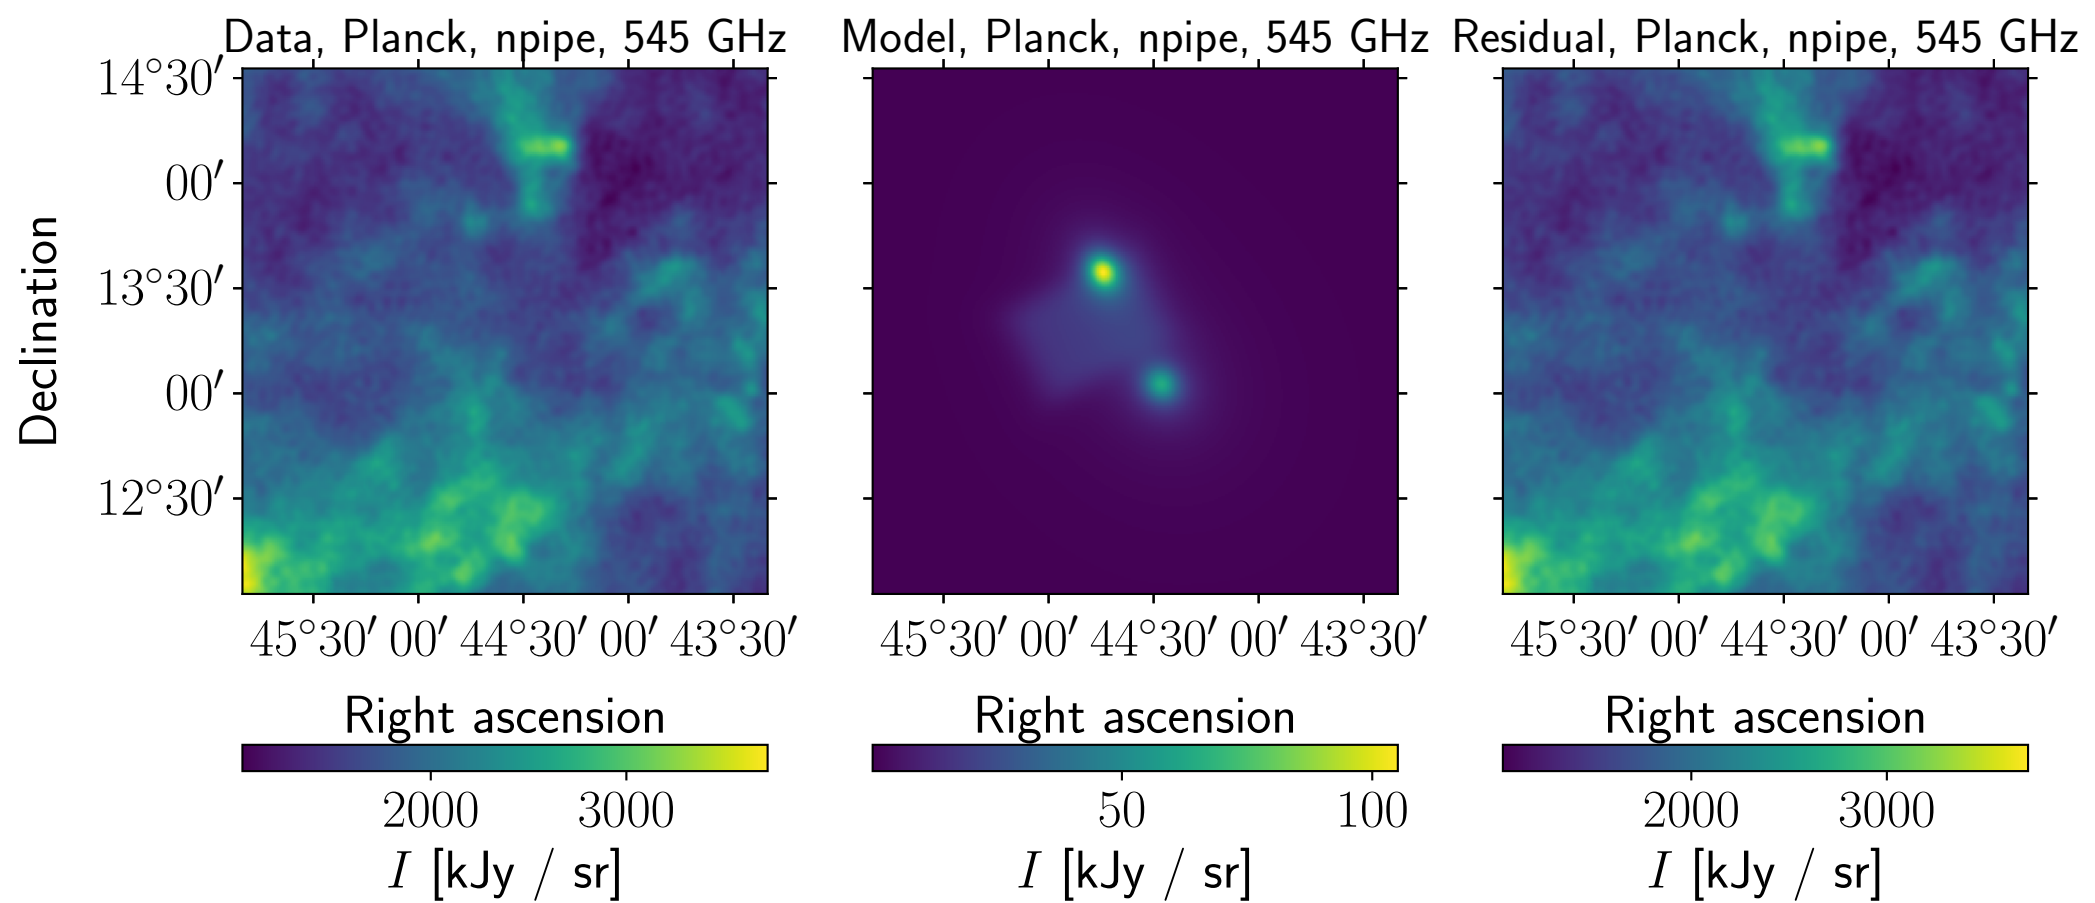 Data, Planck, npipe, 545 GHz Model, Planck, npipe, 545 GHz Residual, Planck, npipe, 545 GHz
14°30′
00′
13°30′
00′
12°30′
Declination
45°30′ 00′ 44°30′ 00′ 43°30′ 45°30′ 00′ 44°30′ 00′ 43°30′ 45°30′ 00′ 44°30′ 00′ 43°30′
Right ascension Right ascension Right ascension
2000 3000 50 100 2000 3000
I [kJy / sr] I [kJy / sr] I [kJy / sr]